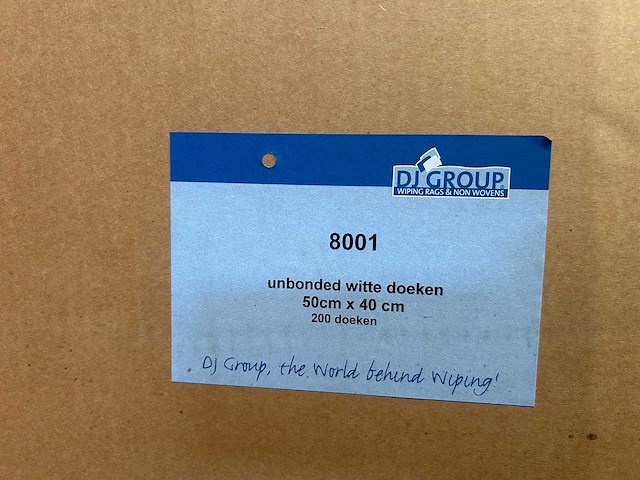 DJ GROUP
WIPING RAGS & NON WOVENS
8001
unbonded witte doeken
50cm x 40 cm
200 doeken
DJ Group, the World behind Wiping!